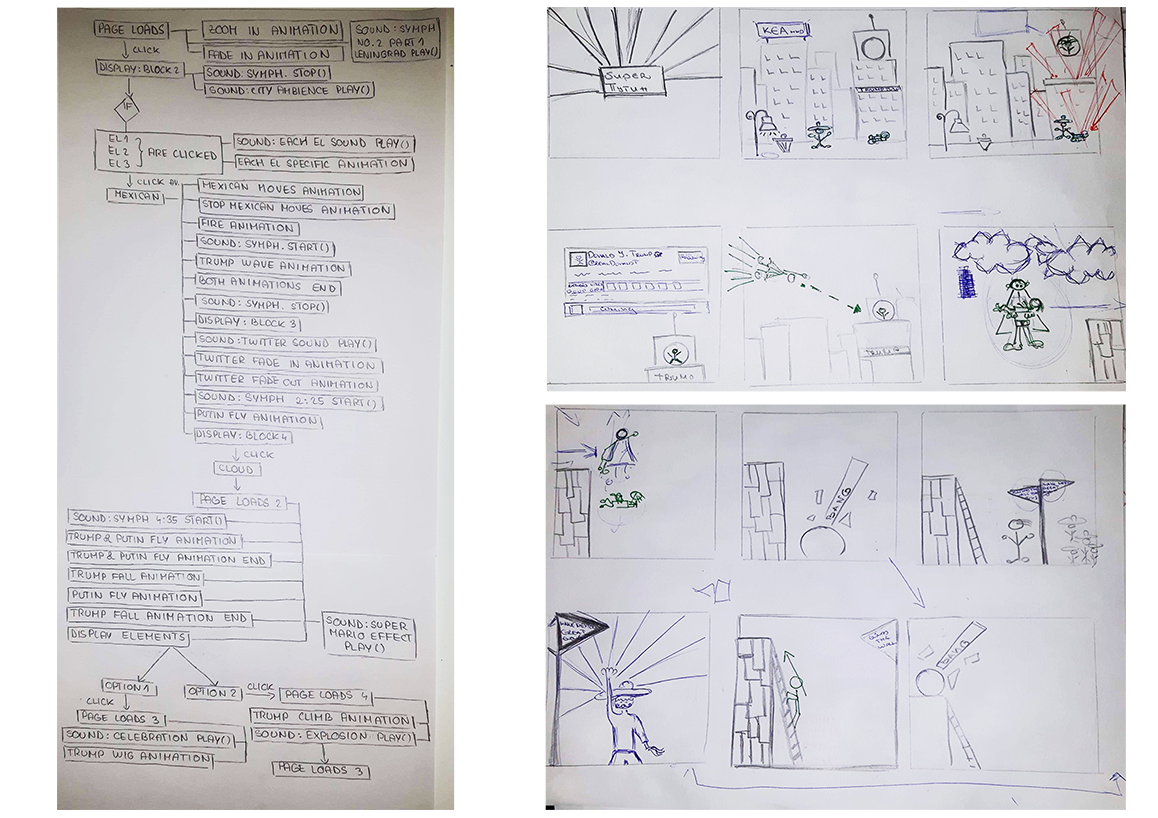 PAGE LOADS
ZOOM IN ANIMATION
SOUND: SYMPH
NO.2 PART 1
LENINGRAD PLAY()
CLICK
FADE IN ANIMATION
DISPLAY: BLOCK 2
SOUND: SYMPH. STOP()
SOUND: CITY AMBIENCE PLAY()
IF
EL 1
EL 2
EL 3
ARE CLICKED
SOUND: EACH EL SOUND PLAY()
EACH EL SPECIFIC ANIMATION
CLICK
MEXICAN
MEXICAN MOVES ANIMATION
STOP MEXICAN MOVES ANIMATION
FIRE ANIMATION
SOUND: SYMPH. START()
TRUMP WAVE ANIMATION
BOTH ANIMATIONS END
SOUND: SYMPH. STOP()
DISPLAY: BLOCK 3
SOUND: TWITTER SOUND PLAY()
TWITTER FADE IN ANIMATION
TWITTER FADE OUT ANIMATION
SOUND: SYMPH 2:25 START()
PUTIN FLY ANIMATION
DISPLAY: BLOCK 4
CLICK
CLOUD
PAGE LOADS 2
SOUND: SYMPH 4:35 START()
TRUMP & PUTIN FLY ANIMATION
TRUMP & PUTIN FLY ANIMATION END
TRUMP FALL ANIMATION
PUTIN FLY ANIMATION
TRUMP FALL ANIMATION END
DISPLAY ELEMENTS
SOUND: SUPER
MARIO EFFECT
PLAY()
OPTION 1
OPTION 2
CLICK
PAGE LOADS 4
CLICK
PAGE LOADS 3
TRUMP CLIMB ANIMATION
SOUND: CELEBRATION PLAY()
SOUND: EXPLOSION PLAY()
TRUMP WIG ANIMATION
PAGE LOADS 3
Super
Путин
KEA
DONALD Y. TRUMP
TRUMP
TRUMP
BANG
CLIMB
THE
WALL
BANG